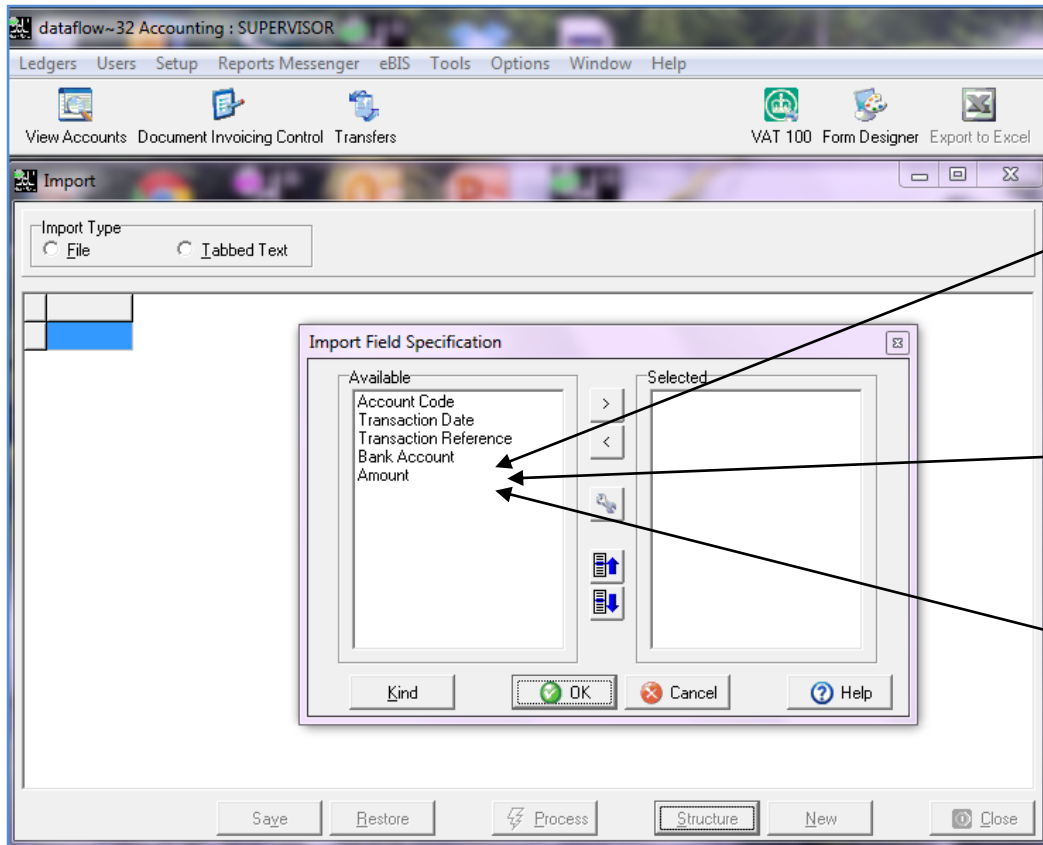 dataflow~32 Accounting : SUPERVISOR
Ledgers Users Setup Reports Messenger eBIS Tools Options Window Help
View Accounts Document Invoicing Control Transfers VAT 100 Form Designer Export to Excel
Import
Import Type
File Tabbed Text
Import Field Specification
Available Selected
Account Code
Transaction Date
Transaction Reference
Bank Account
Amount
>
<
Kind OK Cancel Help
Save Restore Process Structure New Close